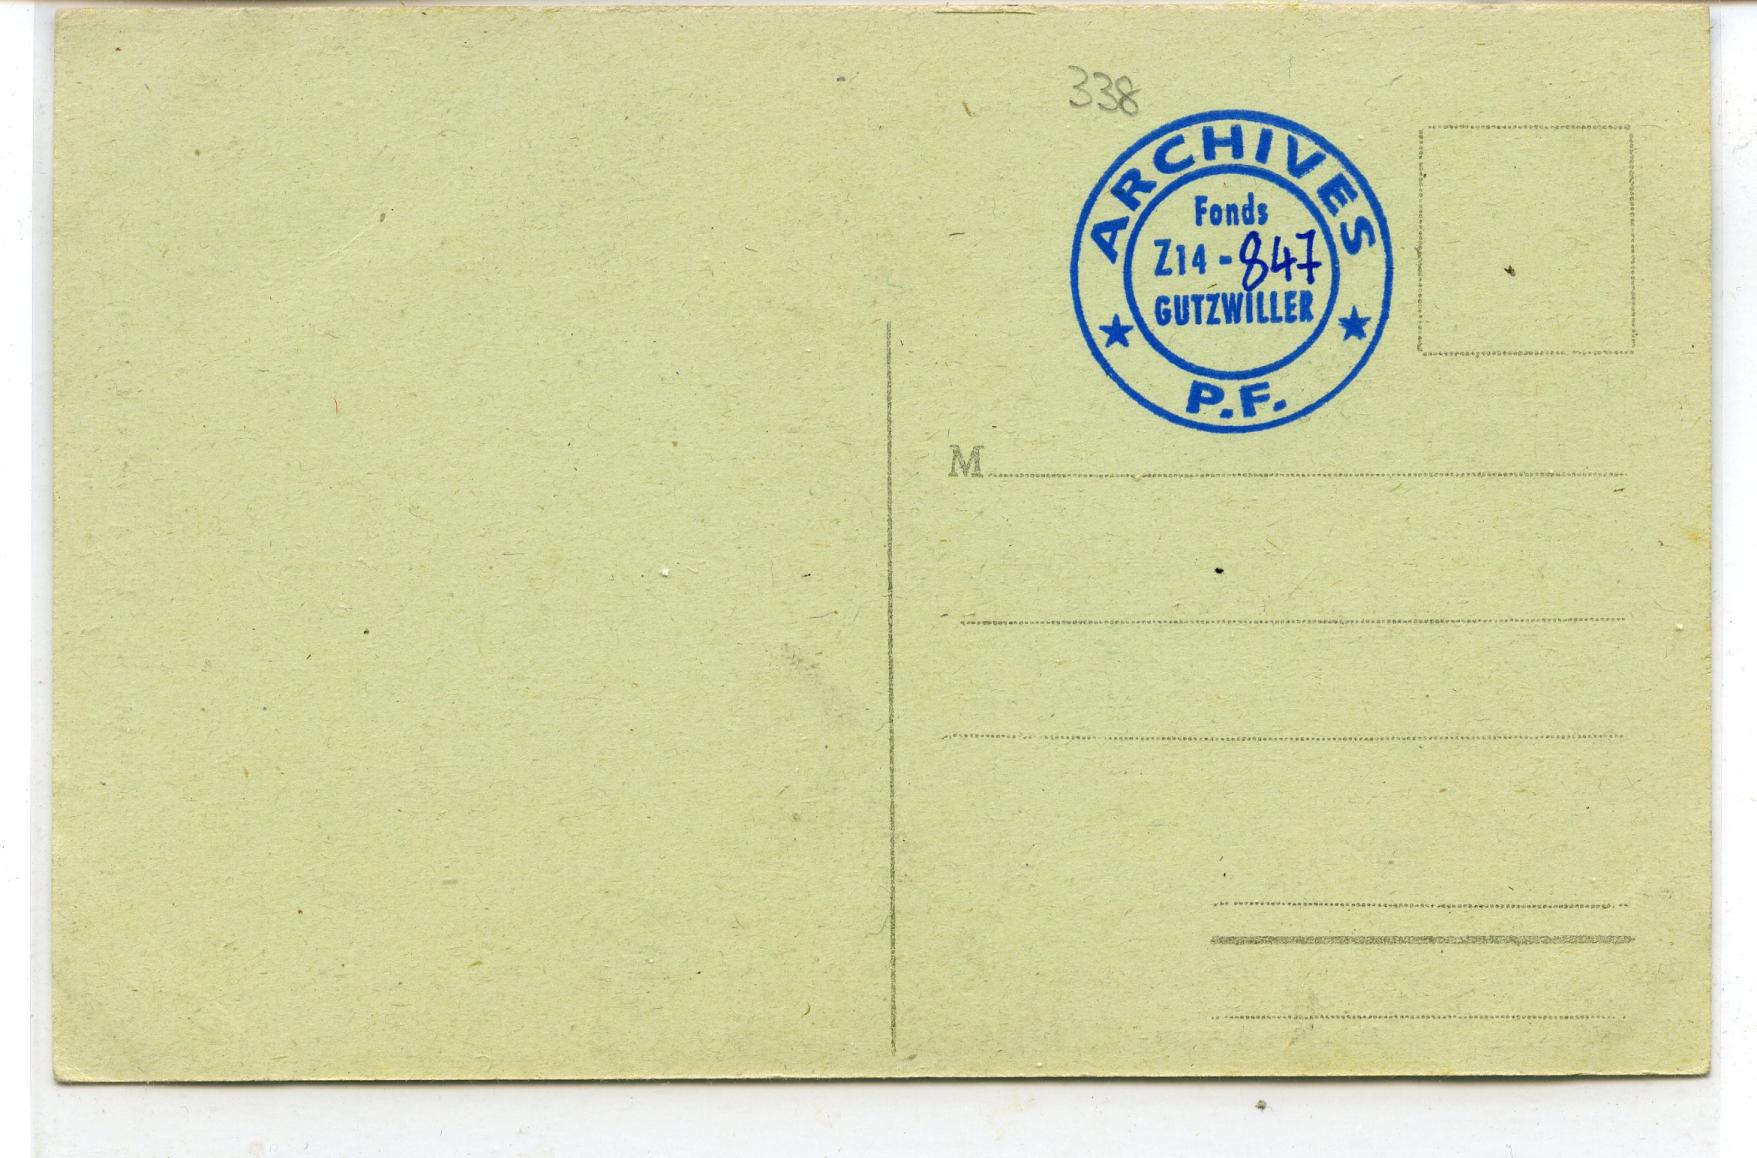 338
ARCHIVES
Fonds
Z14 - 847
GUTZWILLER
★ ★
P.F.
M